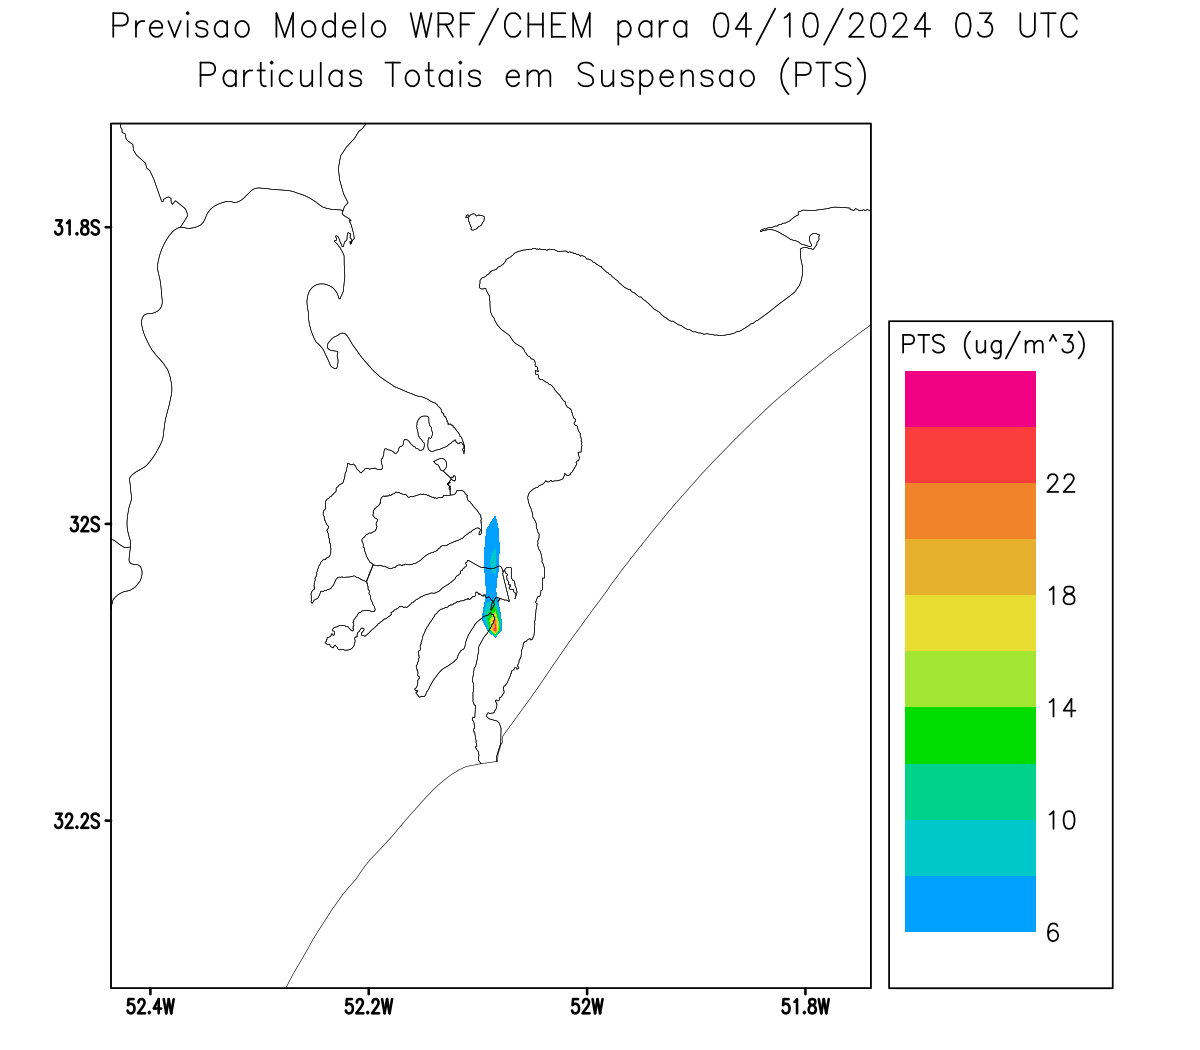 Previsao Modelo WRF/CHEM para 04/10/2024 03 UTC
Particulas Totais em Suspensao (PTS)
31.8S
32S
32.2S
52.4W
52.2W
52W
51.8W
PTS (ug/m^3)
22
18
14
10
6